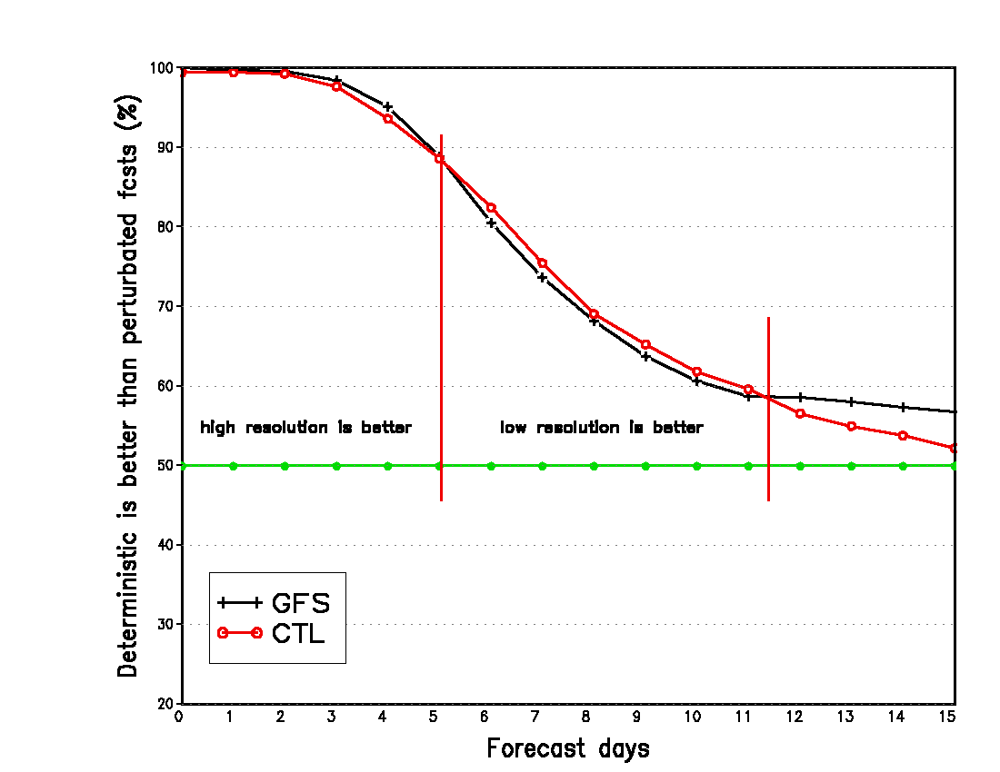 100
90
80
70
60
50
40
30
20
Deterministic is better than perturbated fcsts (%)
high resolution is better
low resolution is better
GFS
CTL
0 1 2 3 4 5 6 7 8 9 10 11 12 13 14 15
Forecast days